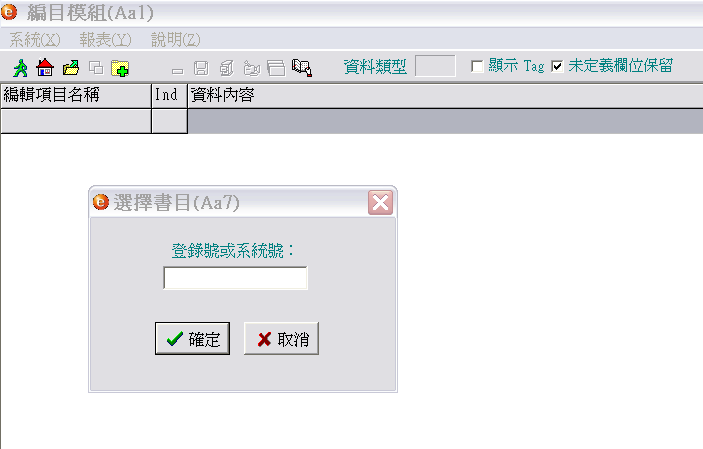 編目模組(Aa1)
系統(X) 報表(Y) 說明(Z)
資料類型 顯示 Tag 未定義欄位保留
編輯項目名稱 Ind 資料內容
選擇書目(Aa7)
登錄號或系統號：
確定 取消